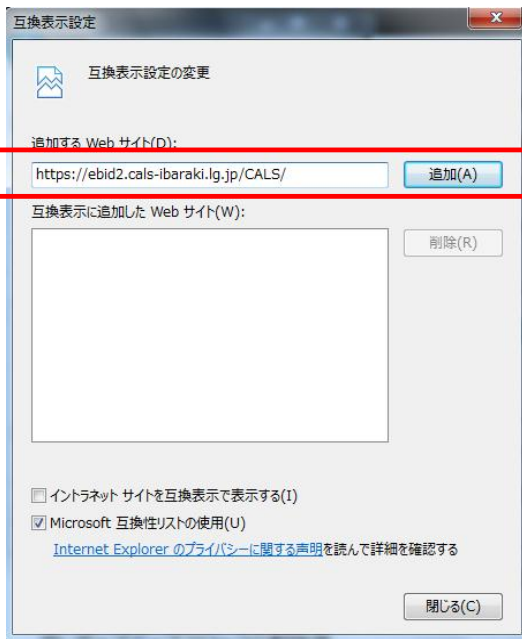 互換表示設定
互換表示設定の変更
追加する Web サイト(D):
https://ebid2.cals-ibaraki.lg.jp/CALS/
追加(A)
互換表示に追加した Web サイト(W):
削除(R)
イントラネット サイトを互換表示で表示する(I)
Microsoft 互換性リストの使用(U)
Internet Explorer のプライバシーに関する声明を読んで詳細を確認する
閉じる(C)